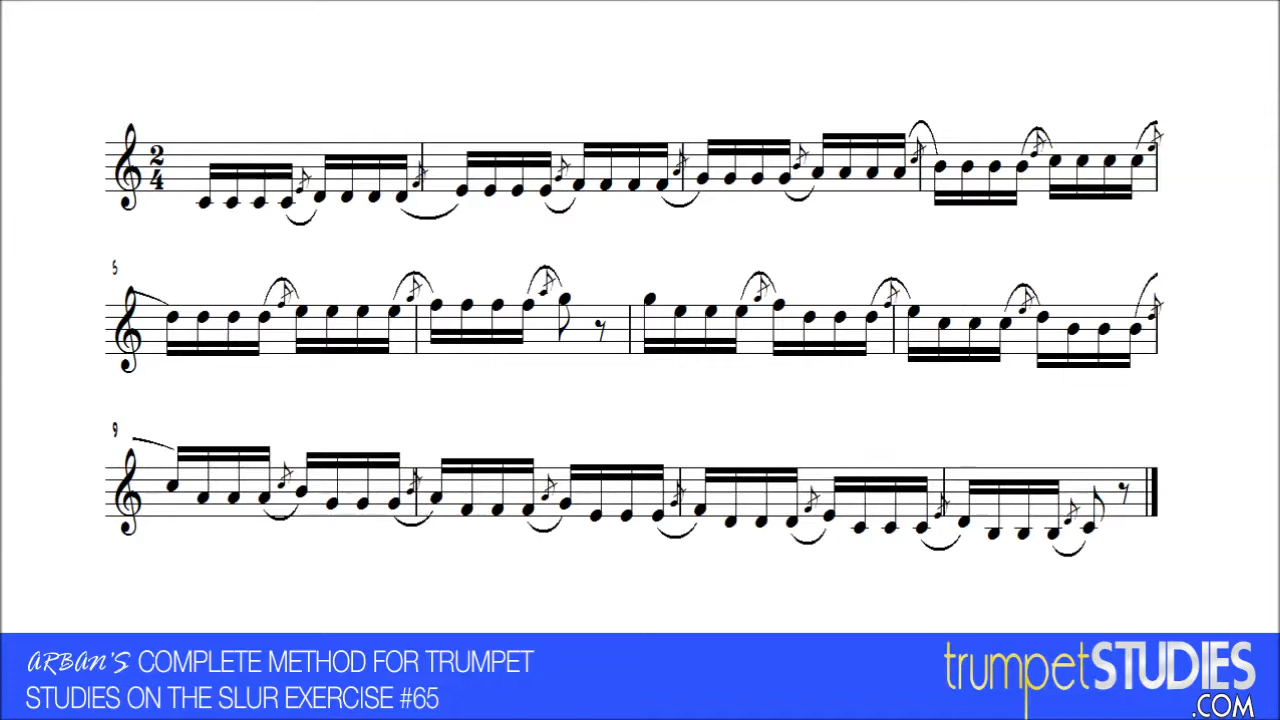 2
4
5
9
ARBAN'S COMPLETE METHOD FOR TRUMPET
STUDIES ON THE SLUR EXERCISE #65
trumpetSTUDIES
.COM